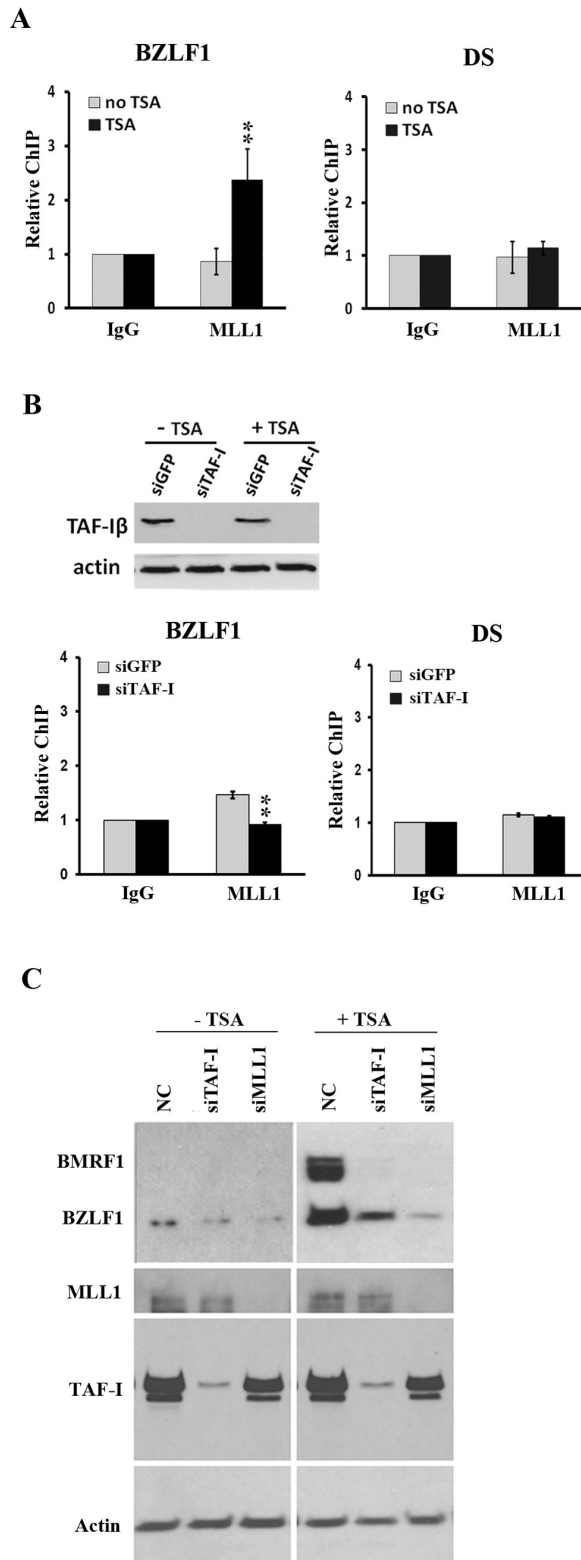 A
BZLF1
DS
no TSA
TSA
**
Relative ChIP
4
3
2
1
0
IgG
MLL1
no TSA
TSA
Relative ChIP
4
3
2
1
0
IgG
MLL1
B
- TSA
+ TSA
siGFP
siTAF-I
siGFP
siTAF-I
TAF-Iβ
actin
BZLF1
DS
siGFP
siTAF-I
**
Relative ChIP
4
3
2
1
0
IgG
MLL1
siGFP
siTAF-I
Relative ChIP
4
3
2
1
0
IgG
MLL1
C
- TSA
+ TSA
NC
siTAF-I
siMLL1
NC
siTAF-I
siMLL1
BMRF1
BZLF1
MLL1
TAF-I
Actin